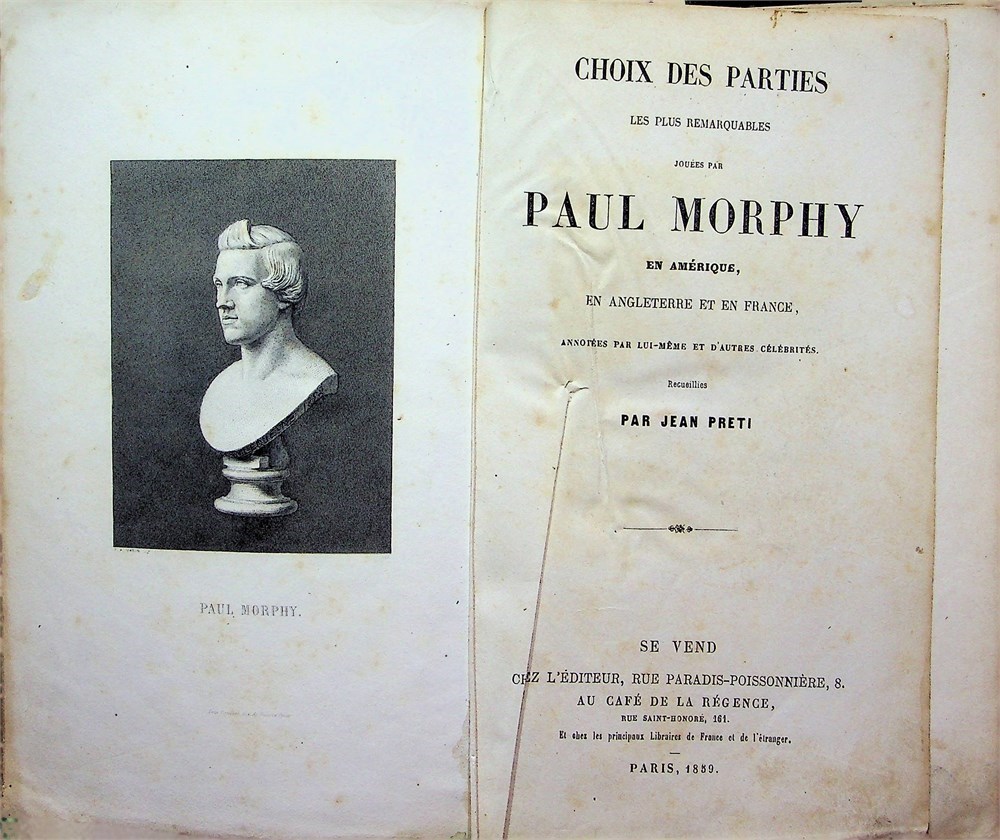 PAUL MORPHY.
CHOIX DES PARTIES
LES PLUS REMARQUABLES
JOUÉES PAR
PAUL MORPHY
EN AMÉRIQUE,
EN ANGLETERRE ET EN FRANCE,
ANNOTÉES PAR LUI-MÊME ET D'AUTRES CÉLÉBRITÉS.
Recueillies
PAR JEAN PRETI
SE VEND
CHEZ L'ÉDITEUR, RUE PARADIS-POISSONNIÈRE, 8.
AU CAFÉ DE LA RÉGENCE,
RUE SAINT-HONORÉ, 161.
Et chez les principaux Libraires de France et de l'étranger.
PARIS, 1859.